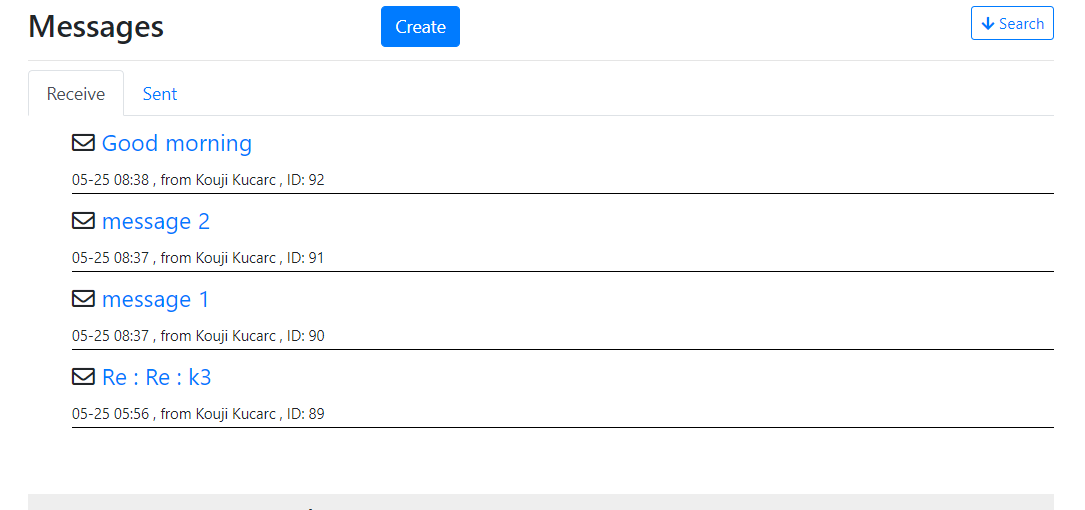 Messages
Create
Search
Receive
Sent
Good morning
05-25 08:38 , from Kouji Kucarc , ID: 92
message 2
05-25 08:37 , from Kouji Kucarc , ID: 91
message 1
05-25 08:37 , from Kouji Kucarc , ID: 90
Re : Re : k3
05-25 05:56 , from Kouji Kucarc , ID: 89